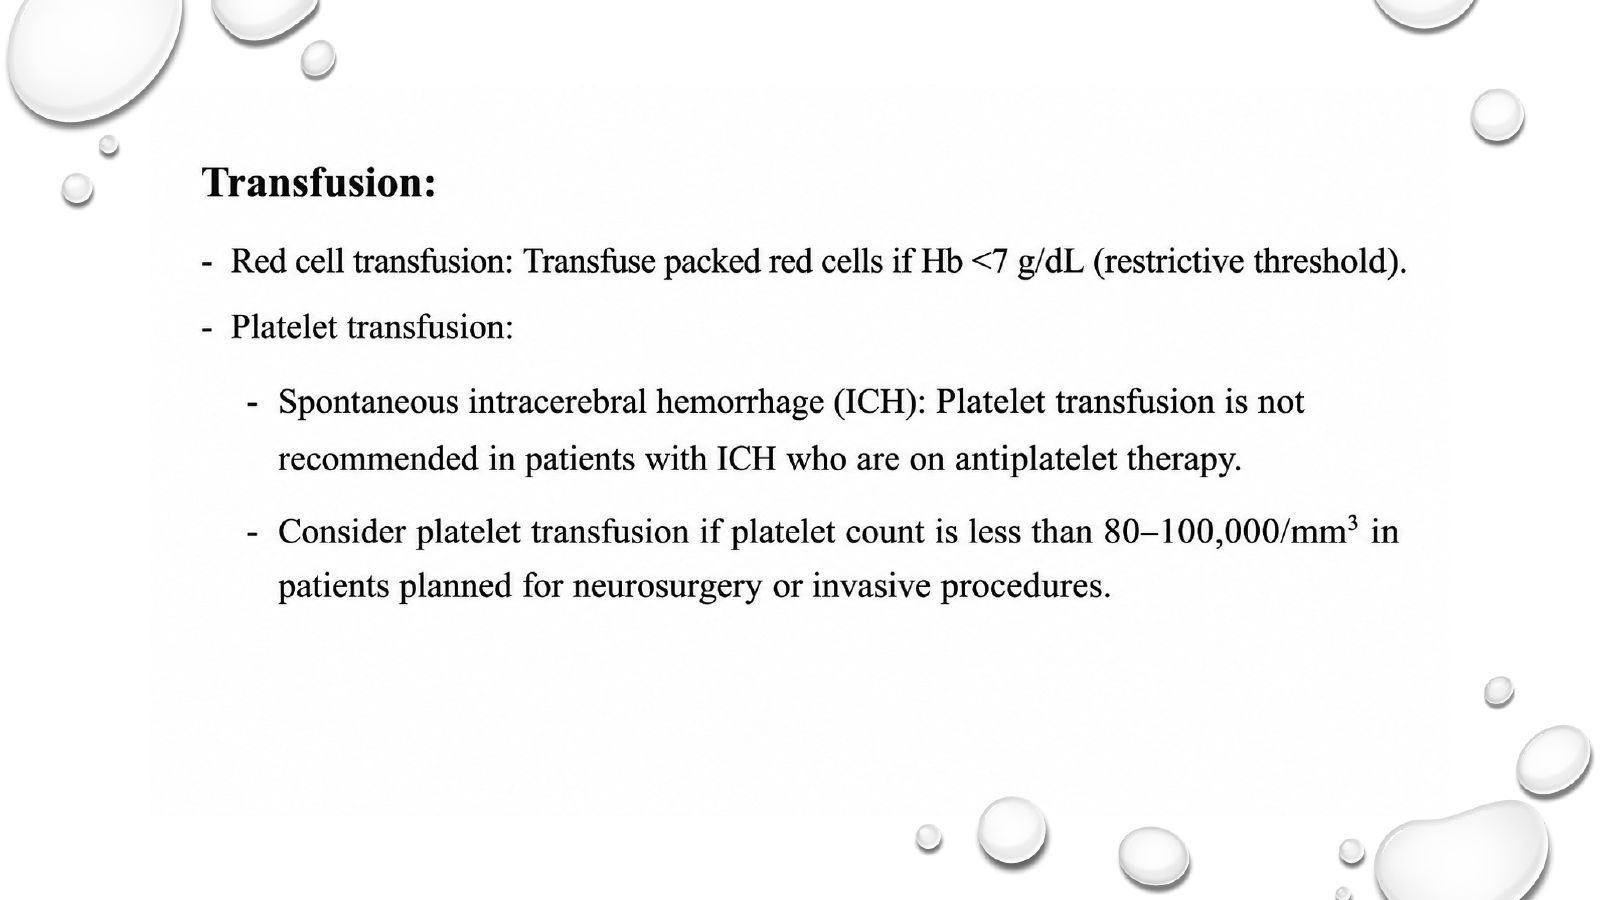 Transfusion:
- Red cell transfusion: Transfuse packed red cells if Hb <7 g/dL (restrictive threshold).
- Platelet transfusion:
- Spontaneous intracerebral hemorrhage (ICH): Platelet transfusion is not
recommended in patients with ICH who are on antiplatelet therapy.
- Consider platelet transfusion if platelet count is less than 80–100,000/mm³ in
patients planned for neurosurgery or invasive procedures.